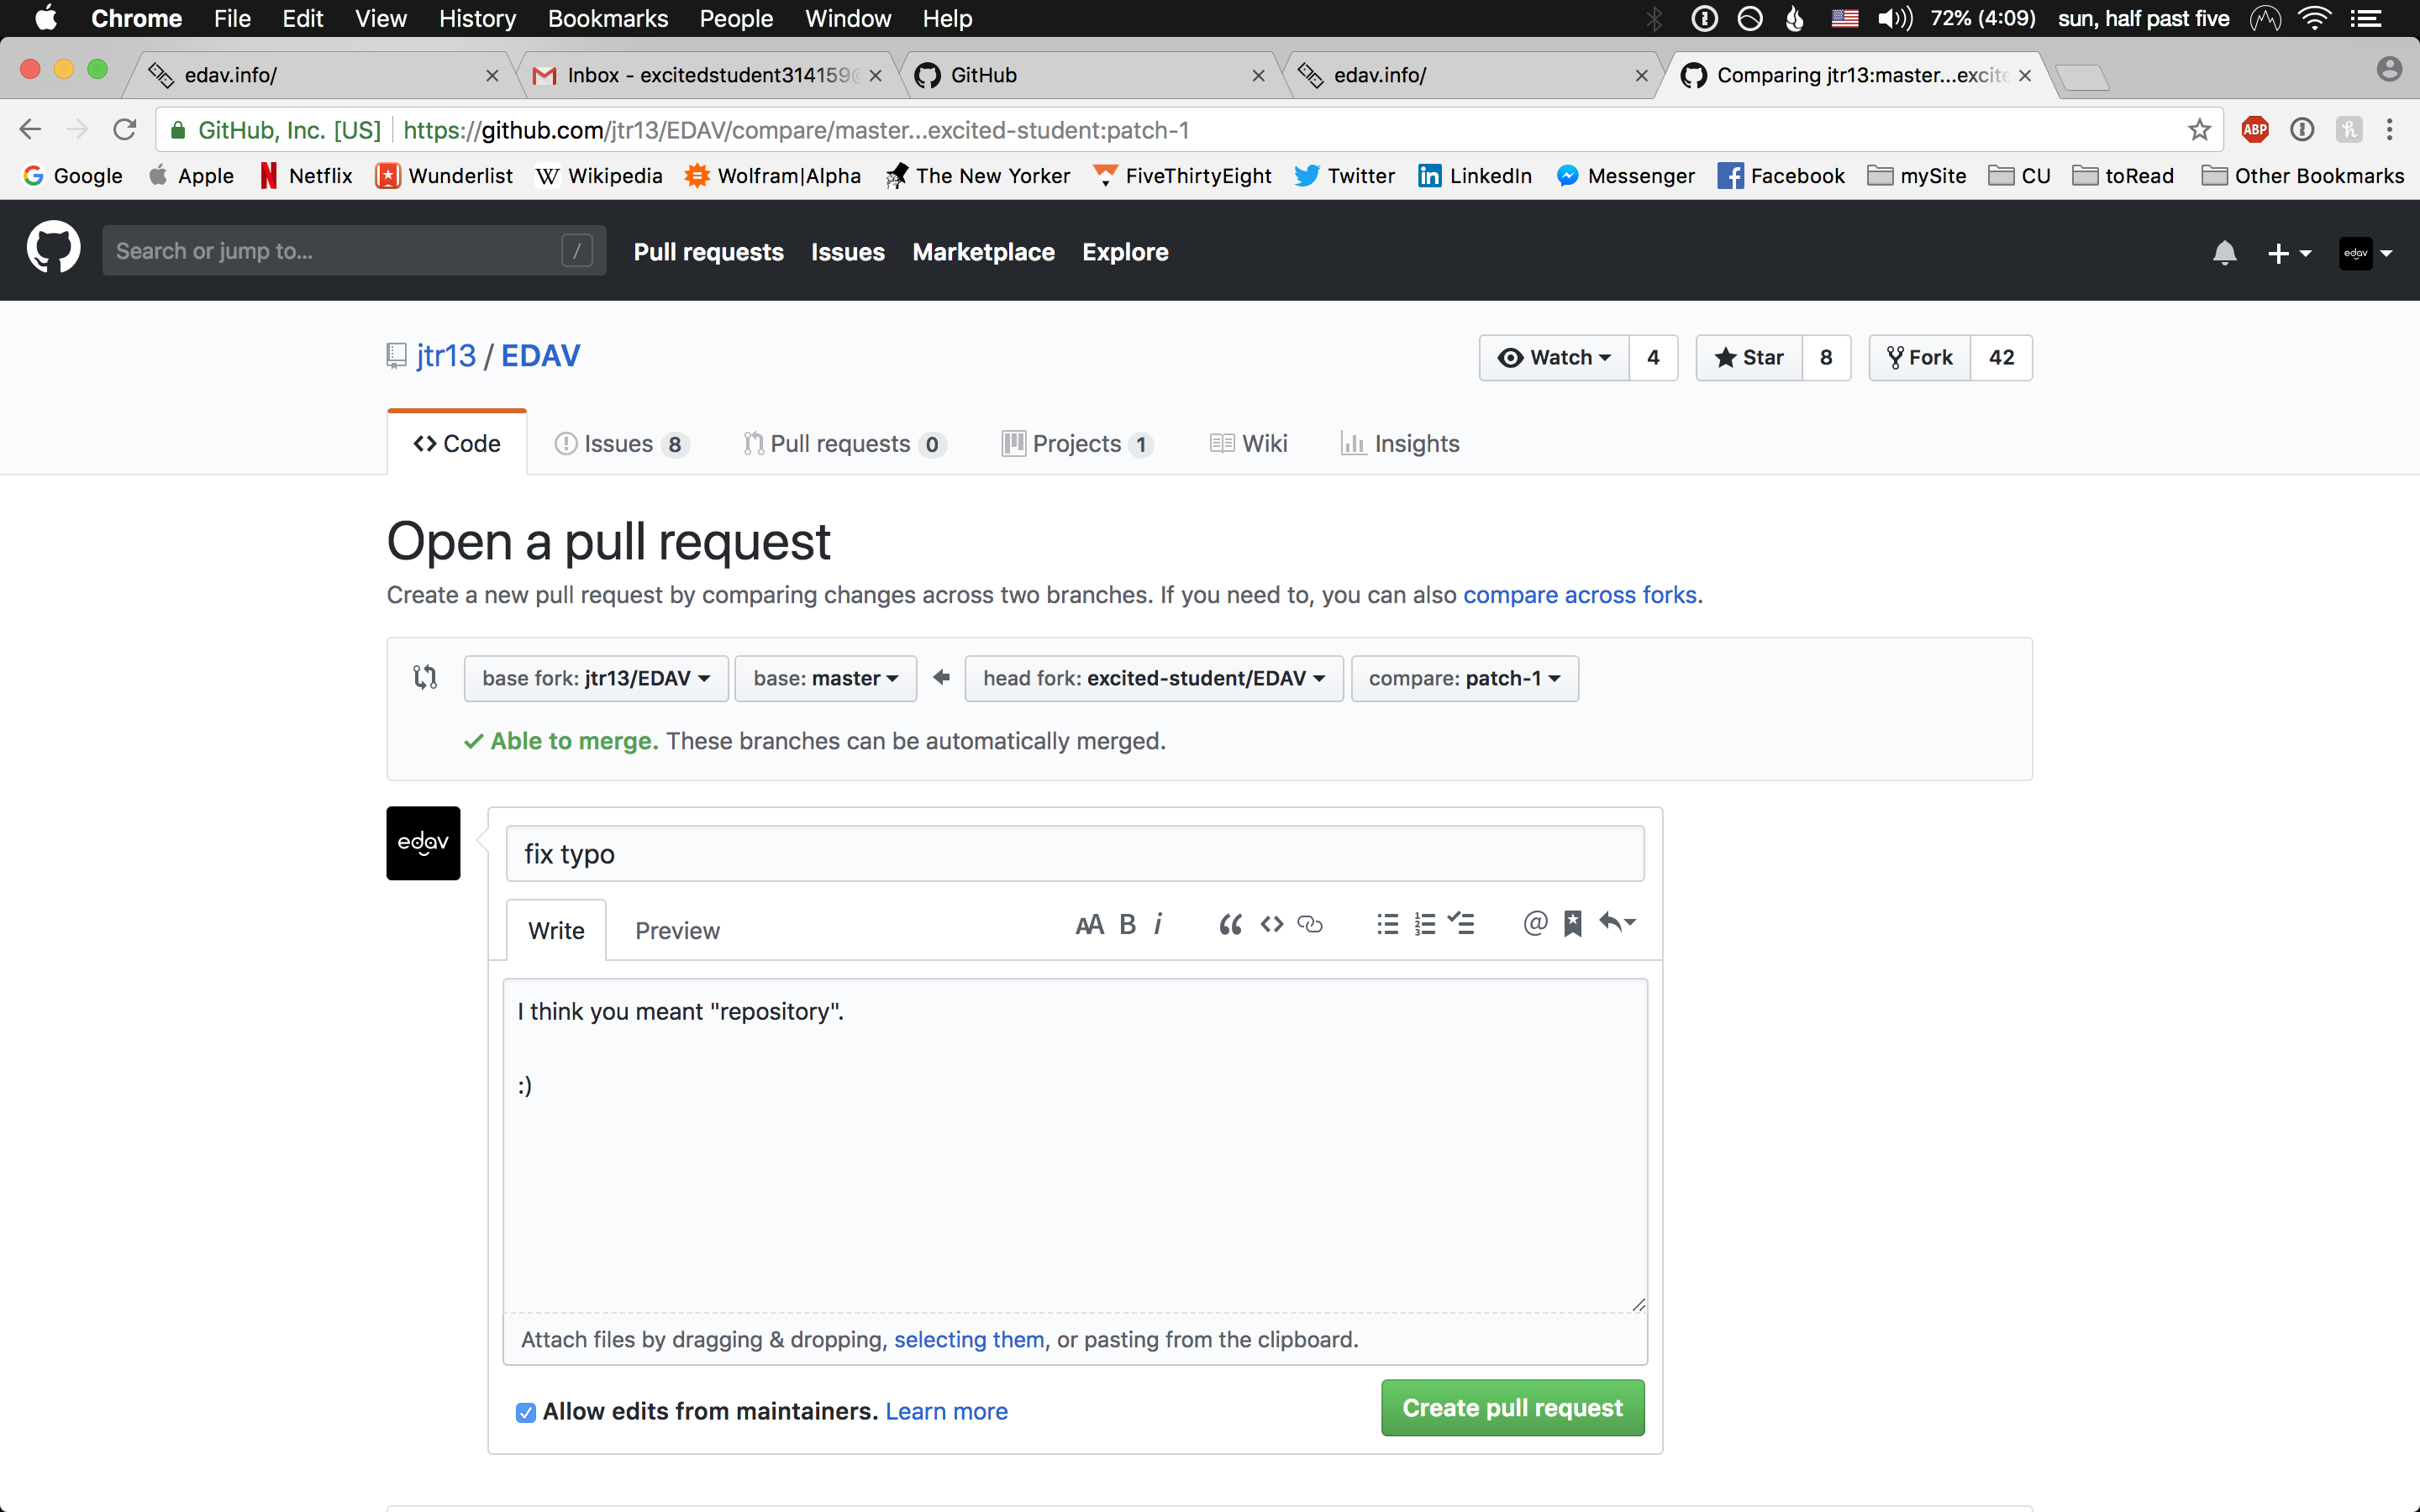 Chrome File Edit View History Bookmarks People Window Help 72% (4:09) sun, half past five
edav.info/ Inbox - excitedstudent314159@ GitHub edav.info/ Comparing jtr13:master...excite
GitHub, Inc. [US] https://github.com/jtr13/EDAV/compare/master...excited-student:patch-1 ABP
Google Apple Netflix Wunderlist Wikipedia Wolfram|Alpha The New Yorker FiveThirtyEight Twitter LinkedIn Messenger Facebook mySite CU toRead Other Bookmarks
Search or jump to... / Pull requests Issues Marketplace Explore edav
jtr13 / EDAV Watch 4 Star 8 Fork 42
Code Issues 8 Pull requests 0 Projects 1 Wiki Insights
Open a pull request
Create a new pull request by comparing changes across two branches. If you need to, you can also compare across forks.
base fork: jtr13/EDAV base: master head fork: excited-student/EDAV compare: patch-1
Able to merge. These branches can be automatically merged.
edav fix typo
Write Preview AA B i @
I think you meant "repository".
:)
Attach files by dragging & dropping, selecting them, or pasting from the clipboard.
Allow edits from maintainers. Learn more Create pull request